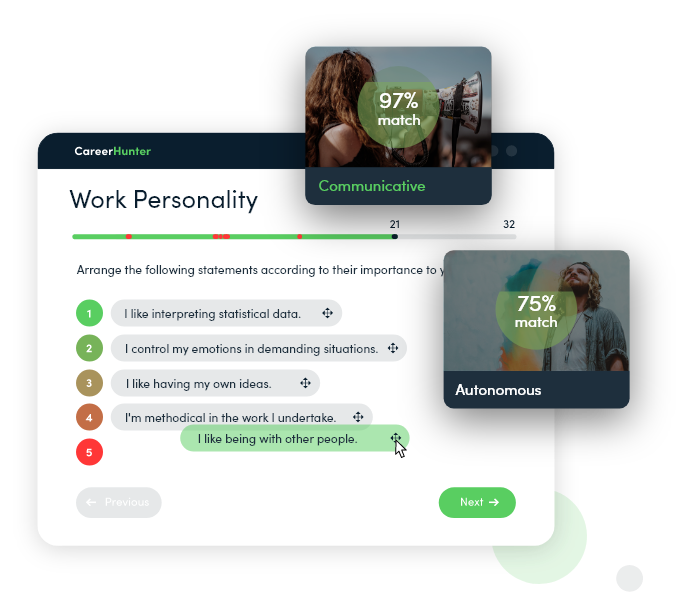 97%
match
Communicative
CareerHunter
Work Personality
21 32
Arrange the following statements according to their importance to
75%
match
Autonomous
1 I like interpreting statistical data.
2 I control my emotions in demanding situations.
3 I like having my own ideas.
4 I'm methodical in the work I undertake.
I like being with other people.
5
Previous
Next